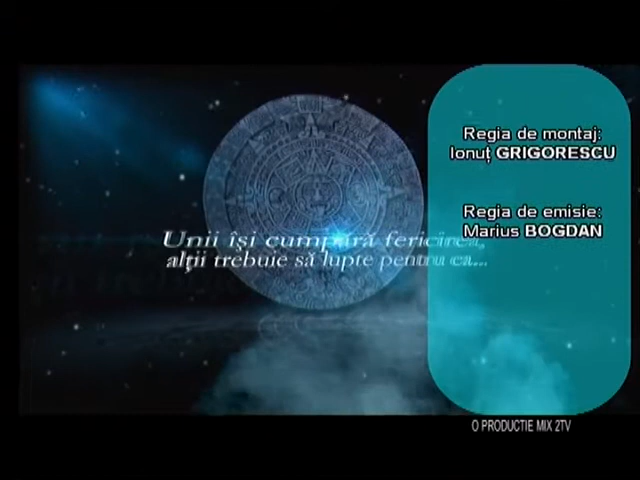 Regia de montaj:
Ionuț GRIGORESCU
Regia de emisie:
Marius BOGDAN
Unii își cumpără fericirea,
alții trebuie să lupte pentru ea...
O PRODUCTIE MIX 2TV